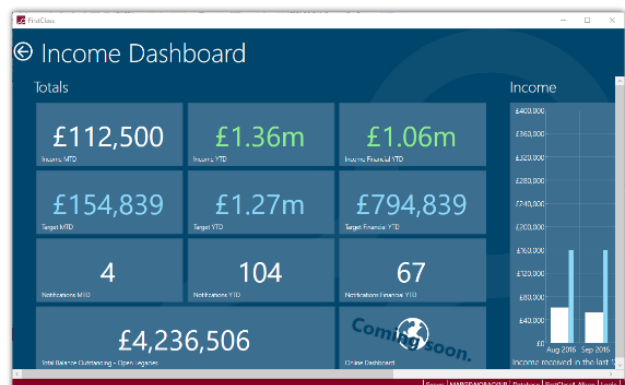 FirstClass
Income Dashboard
Totals
£112,500
Income MTD
£1.36m
Income YTD
£1.06m
Income Financial YTD
£154,839
Target MTD
£1.27m
Target YTD
£794,839
Target Financial YTD
4
Notifications MTD
104
Notifications YTD
67
Notifications Financial YTD
£4,236,506
Total Balance Outstanding - Open Legacies
Coming soon.
Online Dashboard
Income
£400,000
£360,000
£320,000
£280,000
£240,000
£200,000
£160,000
£120,000
£80,000
£40,000
£0
Aug 2016 Sep 2016
Income received in the last